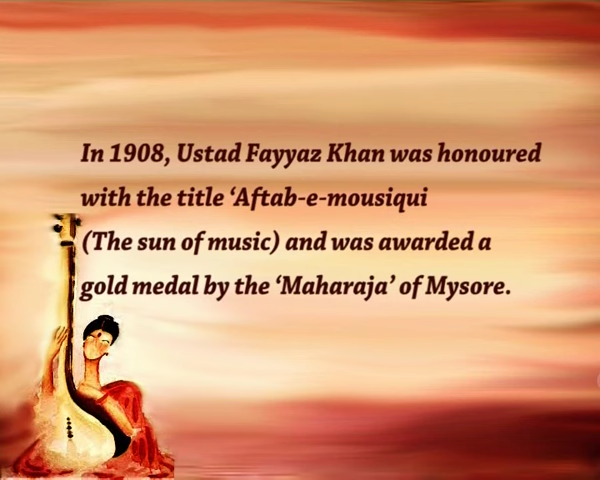 In 1908, Ustad Fayyaz Khan was honoured
with the title ‘Aftab-e-mousiqui
(The sun of music) and was awarded a
gold medal by the ‘Maharaja’ of Mysore.